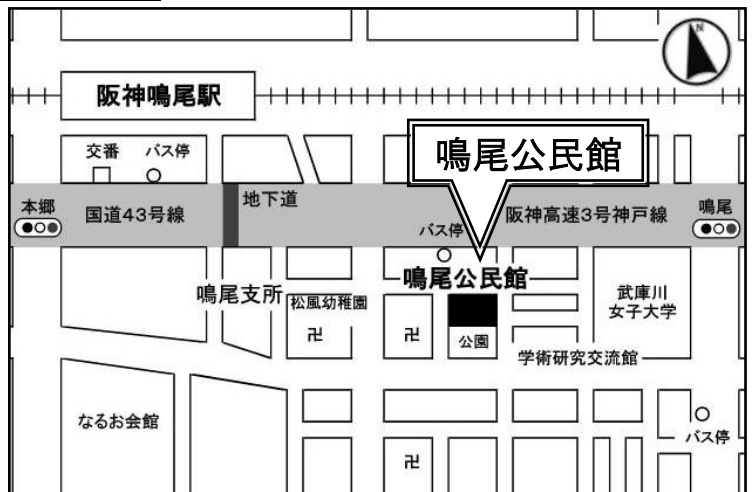 N
阪神鳴尾駅
鳴尾公民館
交番
バス停
地下道
本郷
国道43号線
阪神高速3号神戸線
鳴尾
バス停
鳴尾公民館
鳴尾支所
松風幼稚園
武庫川
女子大学
卍
卍
公園
学術研究交流館
なるお会館
バス停
卍